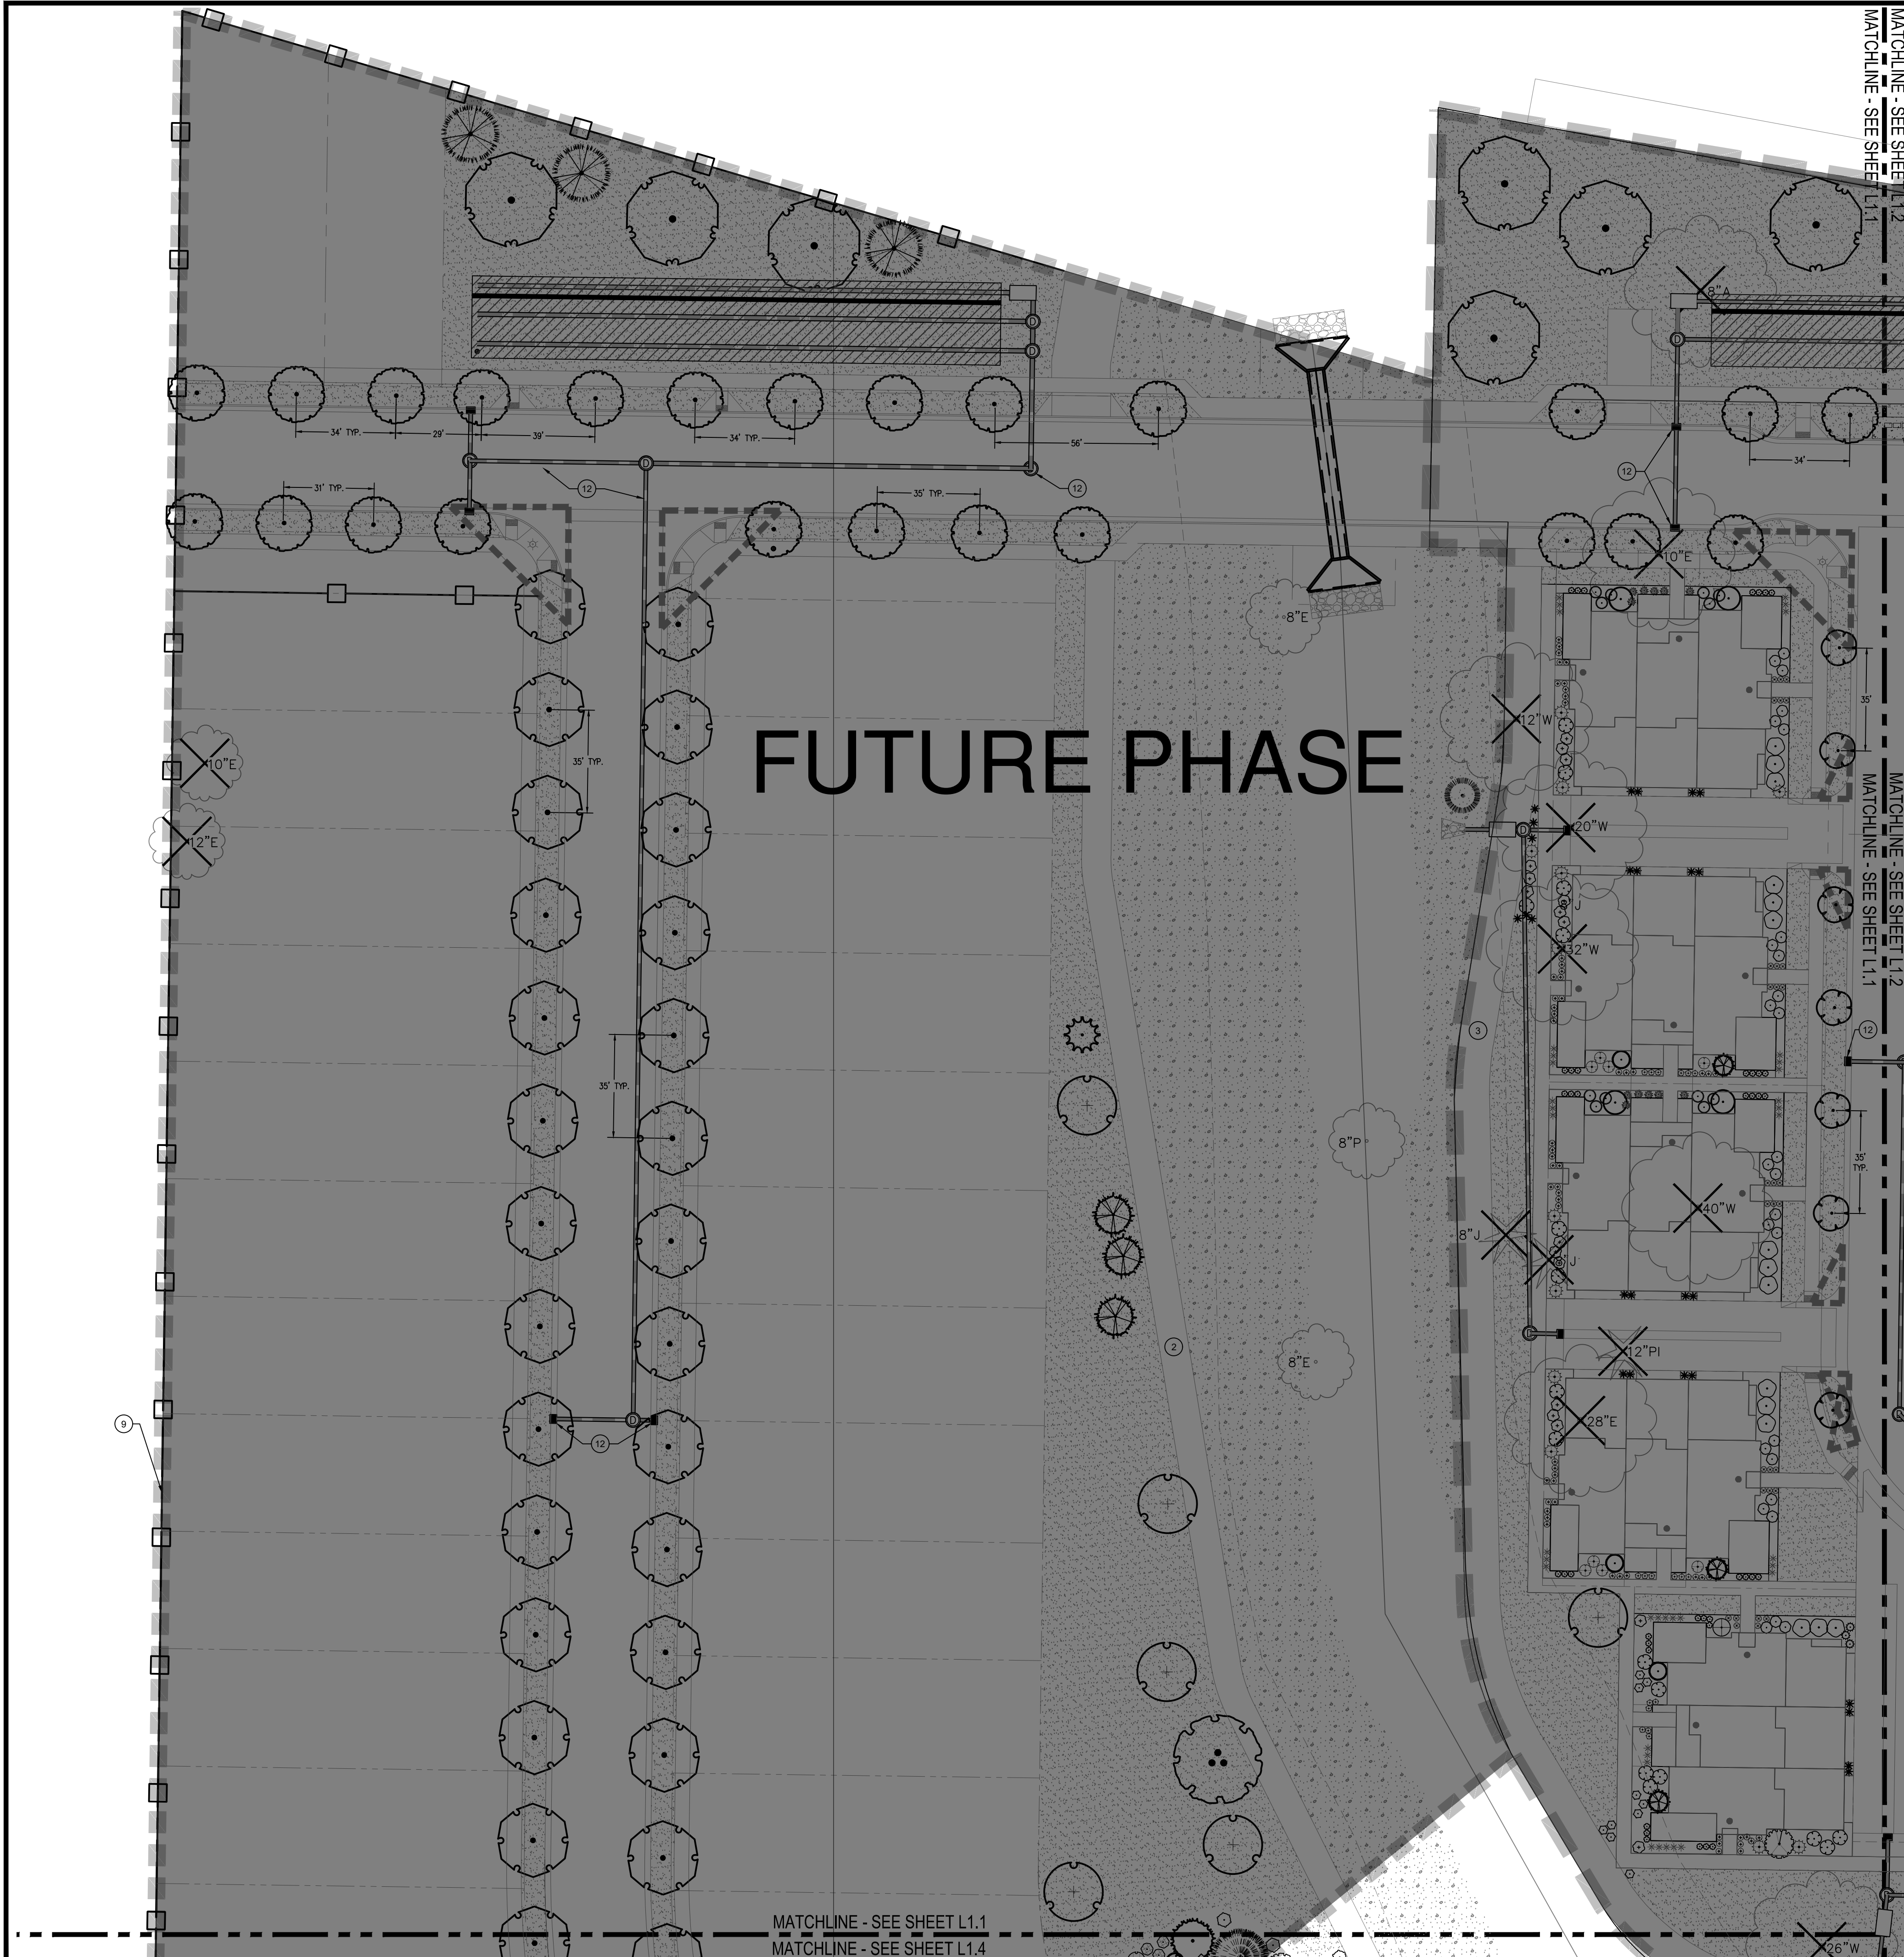 MATCHLINE - SEE SHEET L1.2
MATCHLINE - SEE SHEET L1.1
8"A
34' TYP.
29'
39'
34' TYP.
56'
34'
12
12
12
31' TYP.
35' TYP.
10"E
8"E
35'
12"W
FUTURE PHASE
35' TYP.
10"E
12"E
20"W
MATCHLINE - SEE SHEET L1.2
MATCHLINE - SEE SHEET L1.1
J
32"W
3
12
35' TYP.
8"P
35'
TYP.
40"W
8"J
J
2
12"PI
8"E
28"E
9
12
MATCHLINE - SEE SHEET L1.1
MATCHLINE - SEE SHEET L1.4
26"W
D
D
D
D
D
D
D